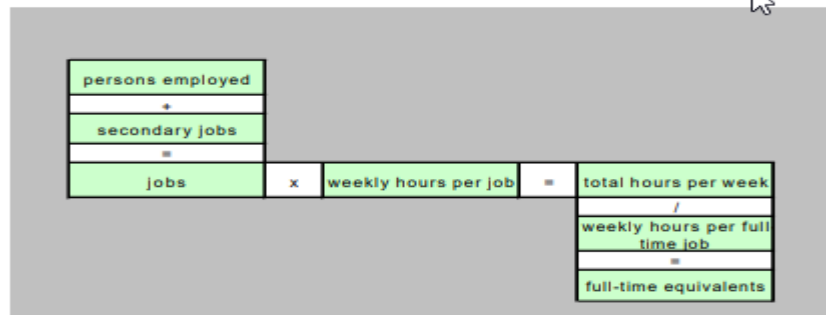 persons employed
+
secondary jobs
=
jobs x weekly hours per job = total hours per week
/
weekly hours per full
time job
=
full-time equivalents